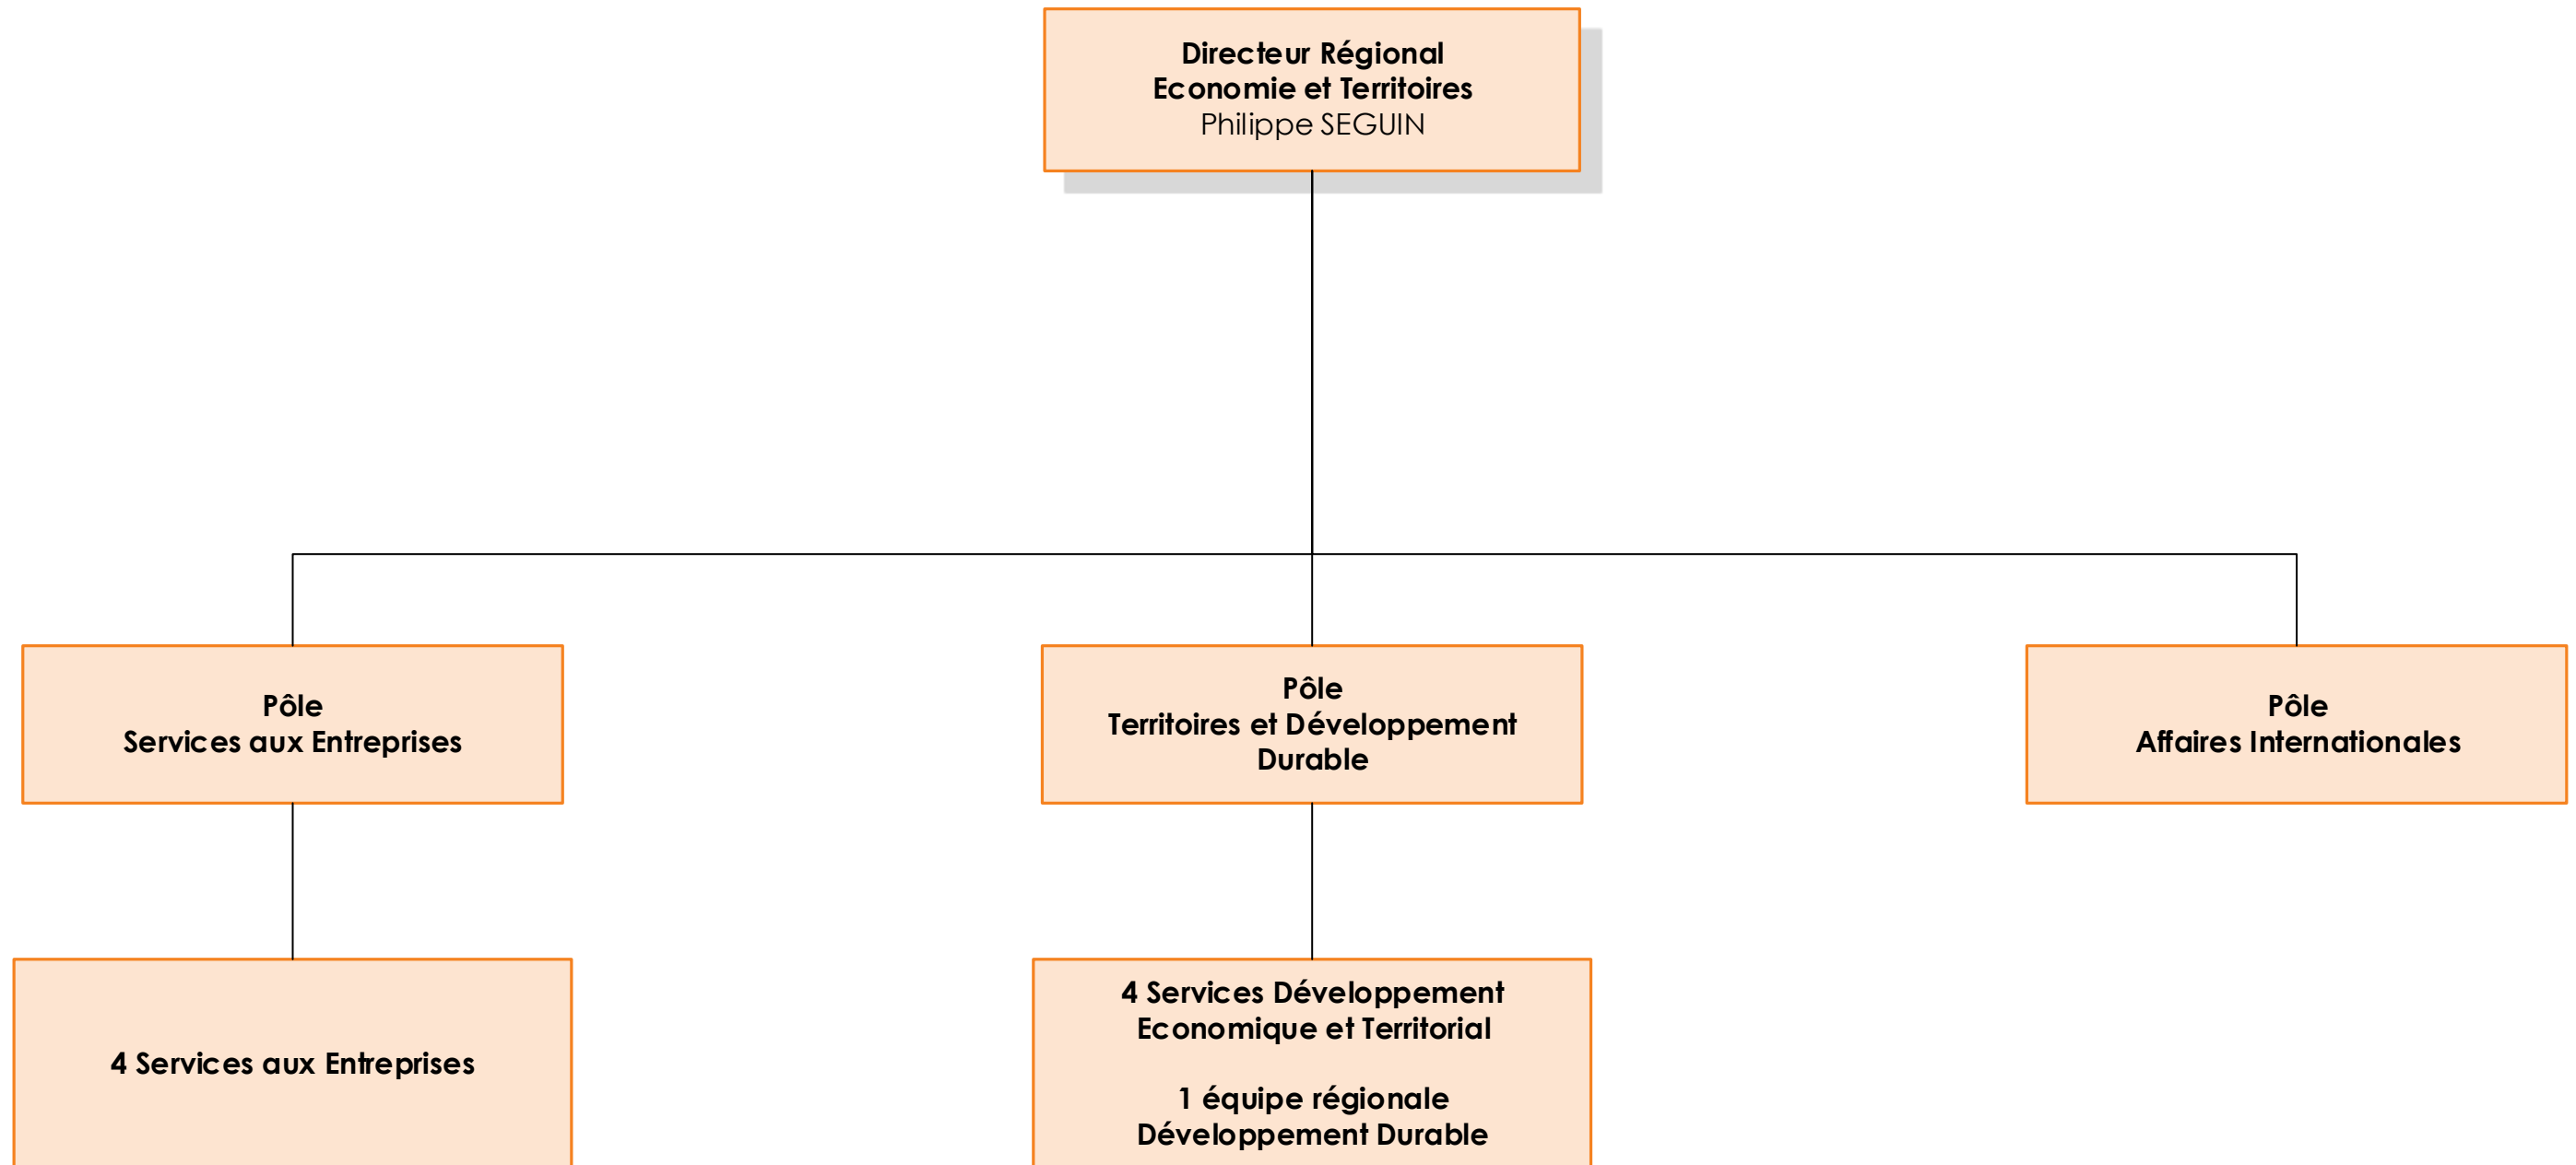 Directeur Régional
Economie et Territoires
Philippe SEGUIN
Pôle
Services aux Entreprises
Pôle
Territoires et Développement
Durable
Pôle
Affaires Internationales
4 Services aux Entreprises
4 Services Développement
Economique et Territorial
1 équipe régionale
Développement Durable